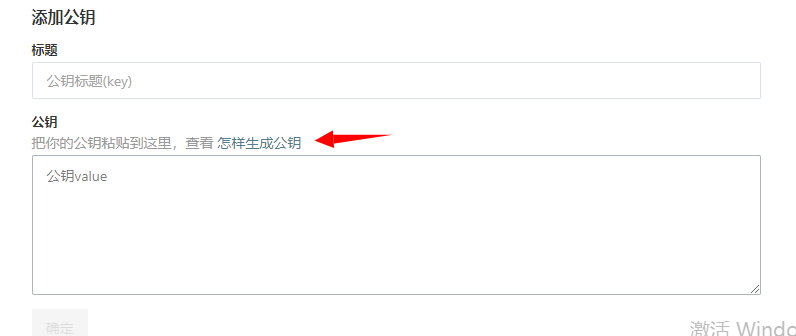 添加公钥
标题
公钥标题(key)
公钥
把你的公钥粘贴到这里，查看 怎样生成公钥
公钥value
确定
激活 Windo